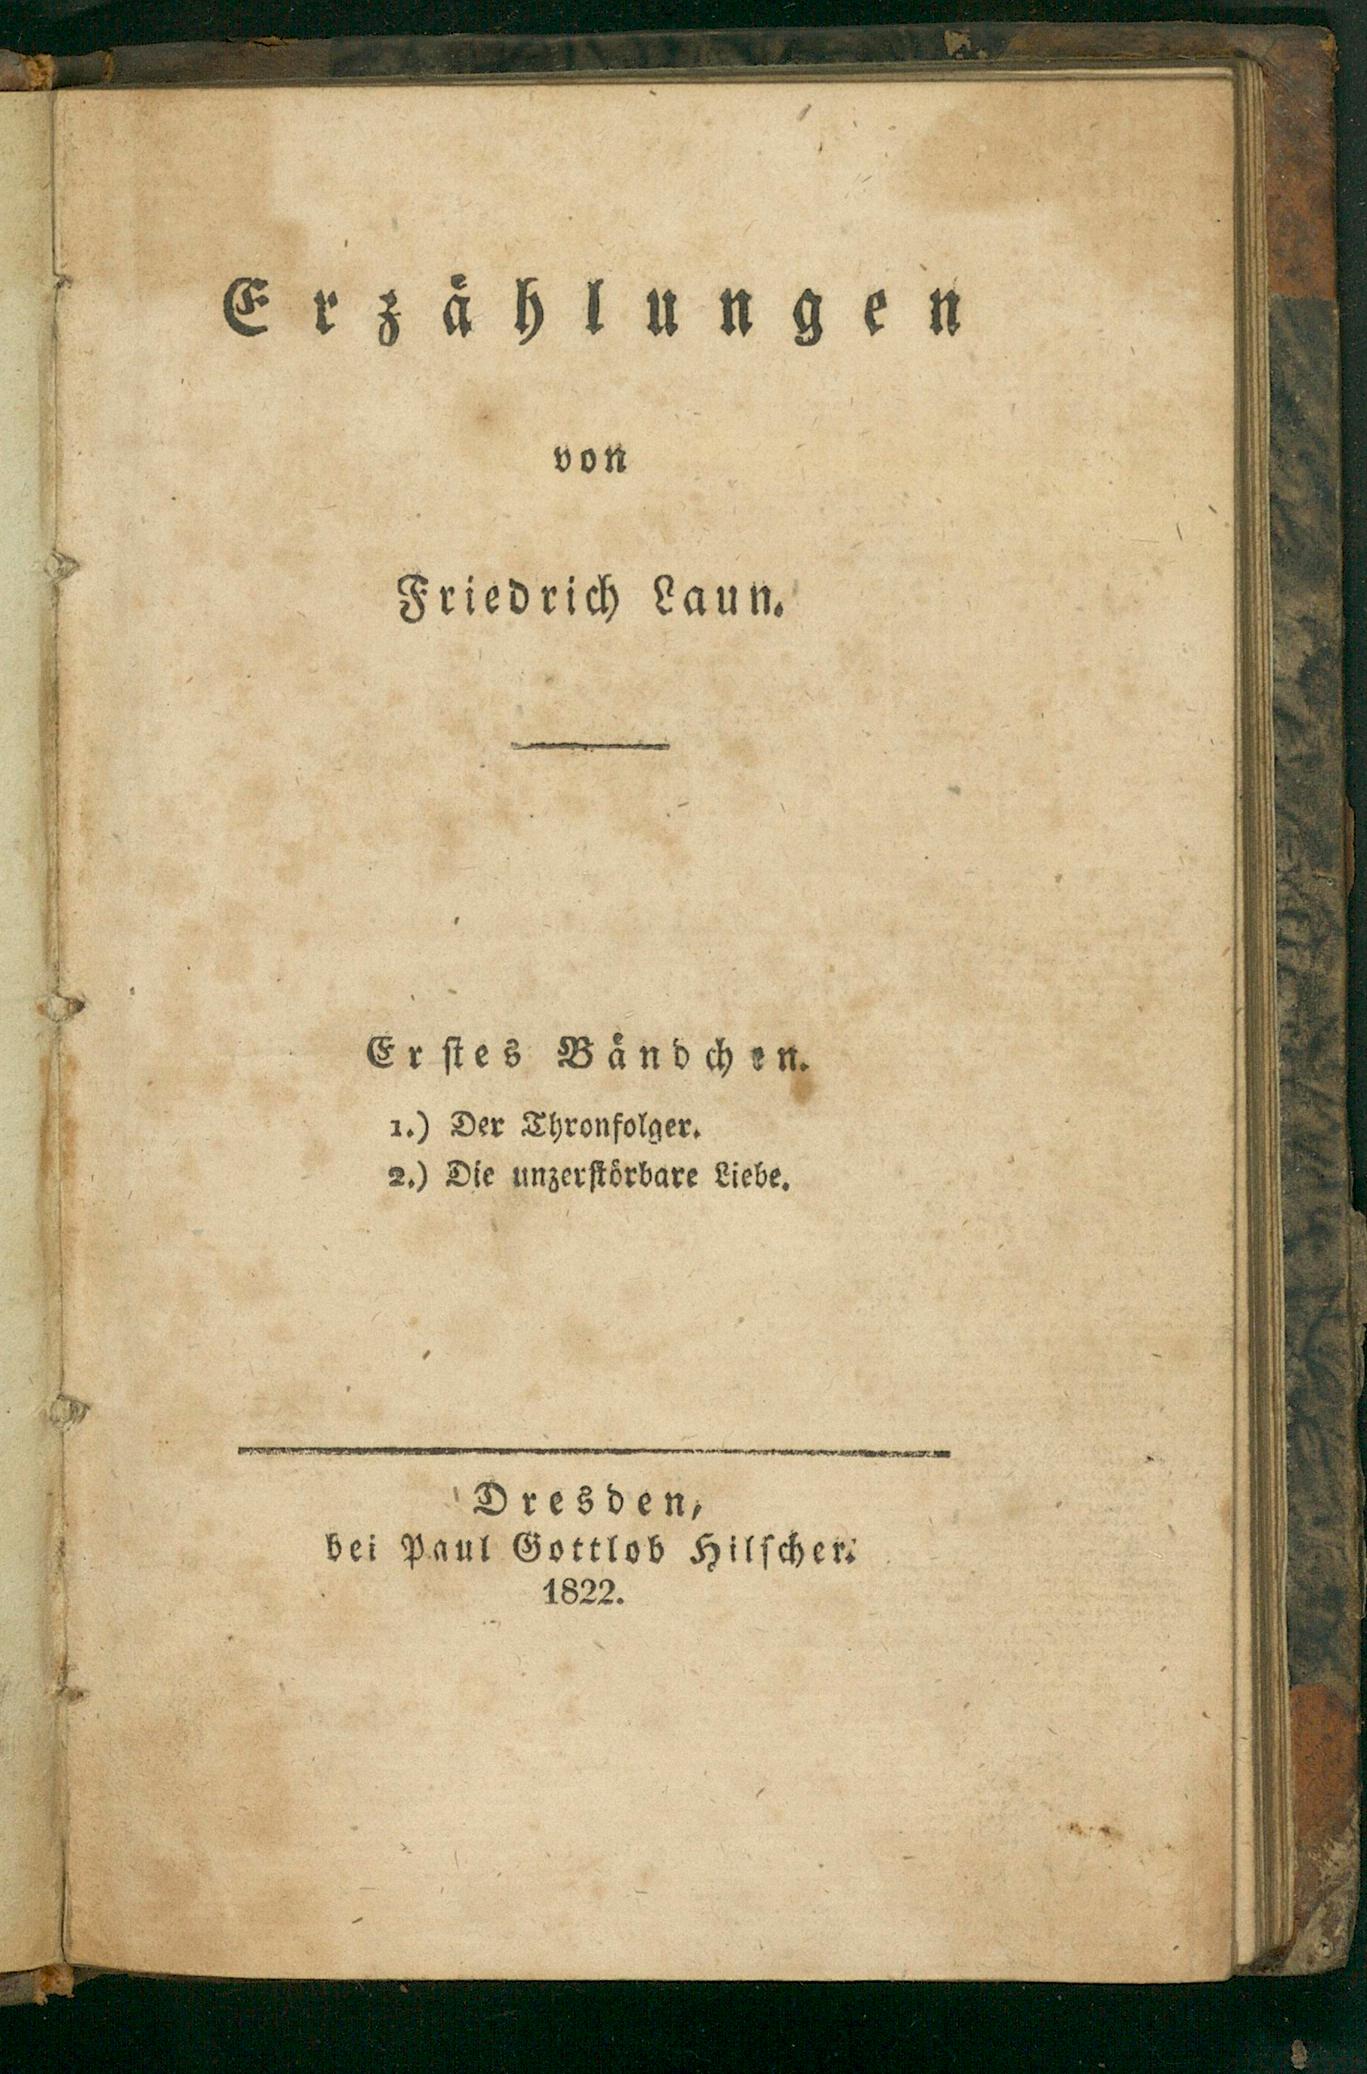 Erzählungen
von
Friedrich Laun.
Erstes Bändchen.
1.) Der Thronfolger.
2.) Die unzerstörbare Liebe.
Dresden,
bei Paul Gottlob Hilscher.
1822.